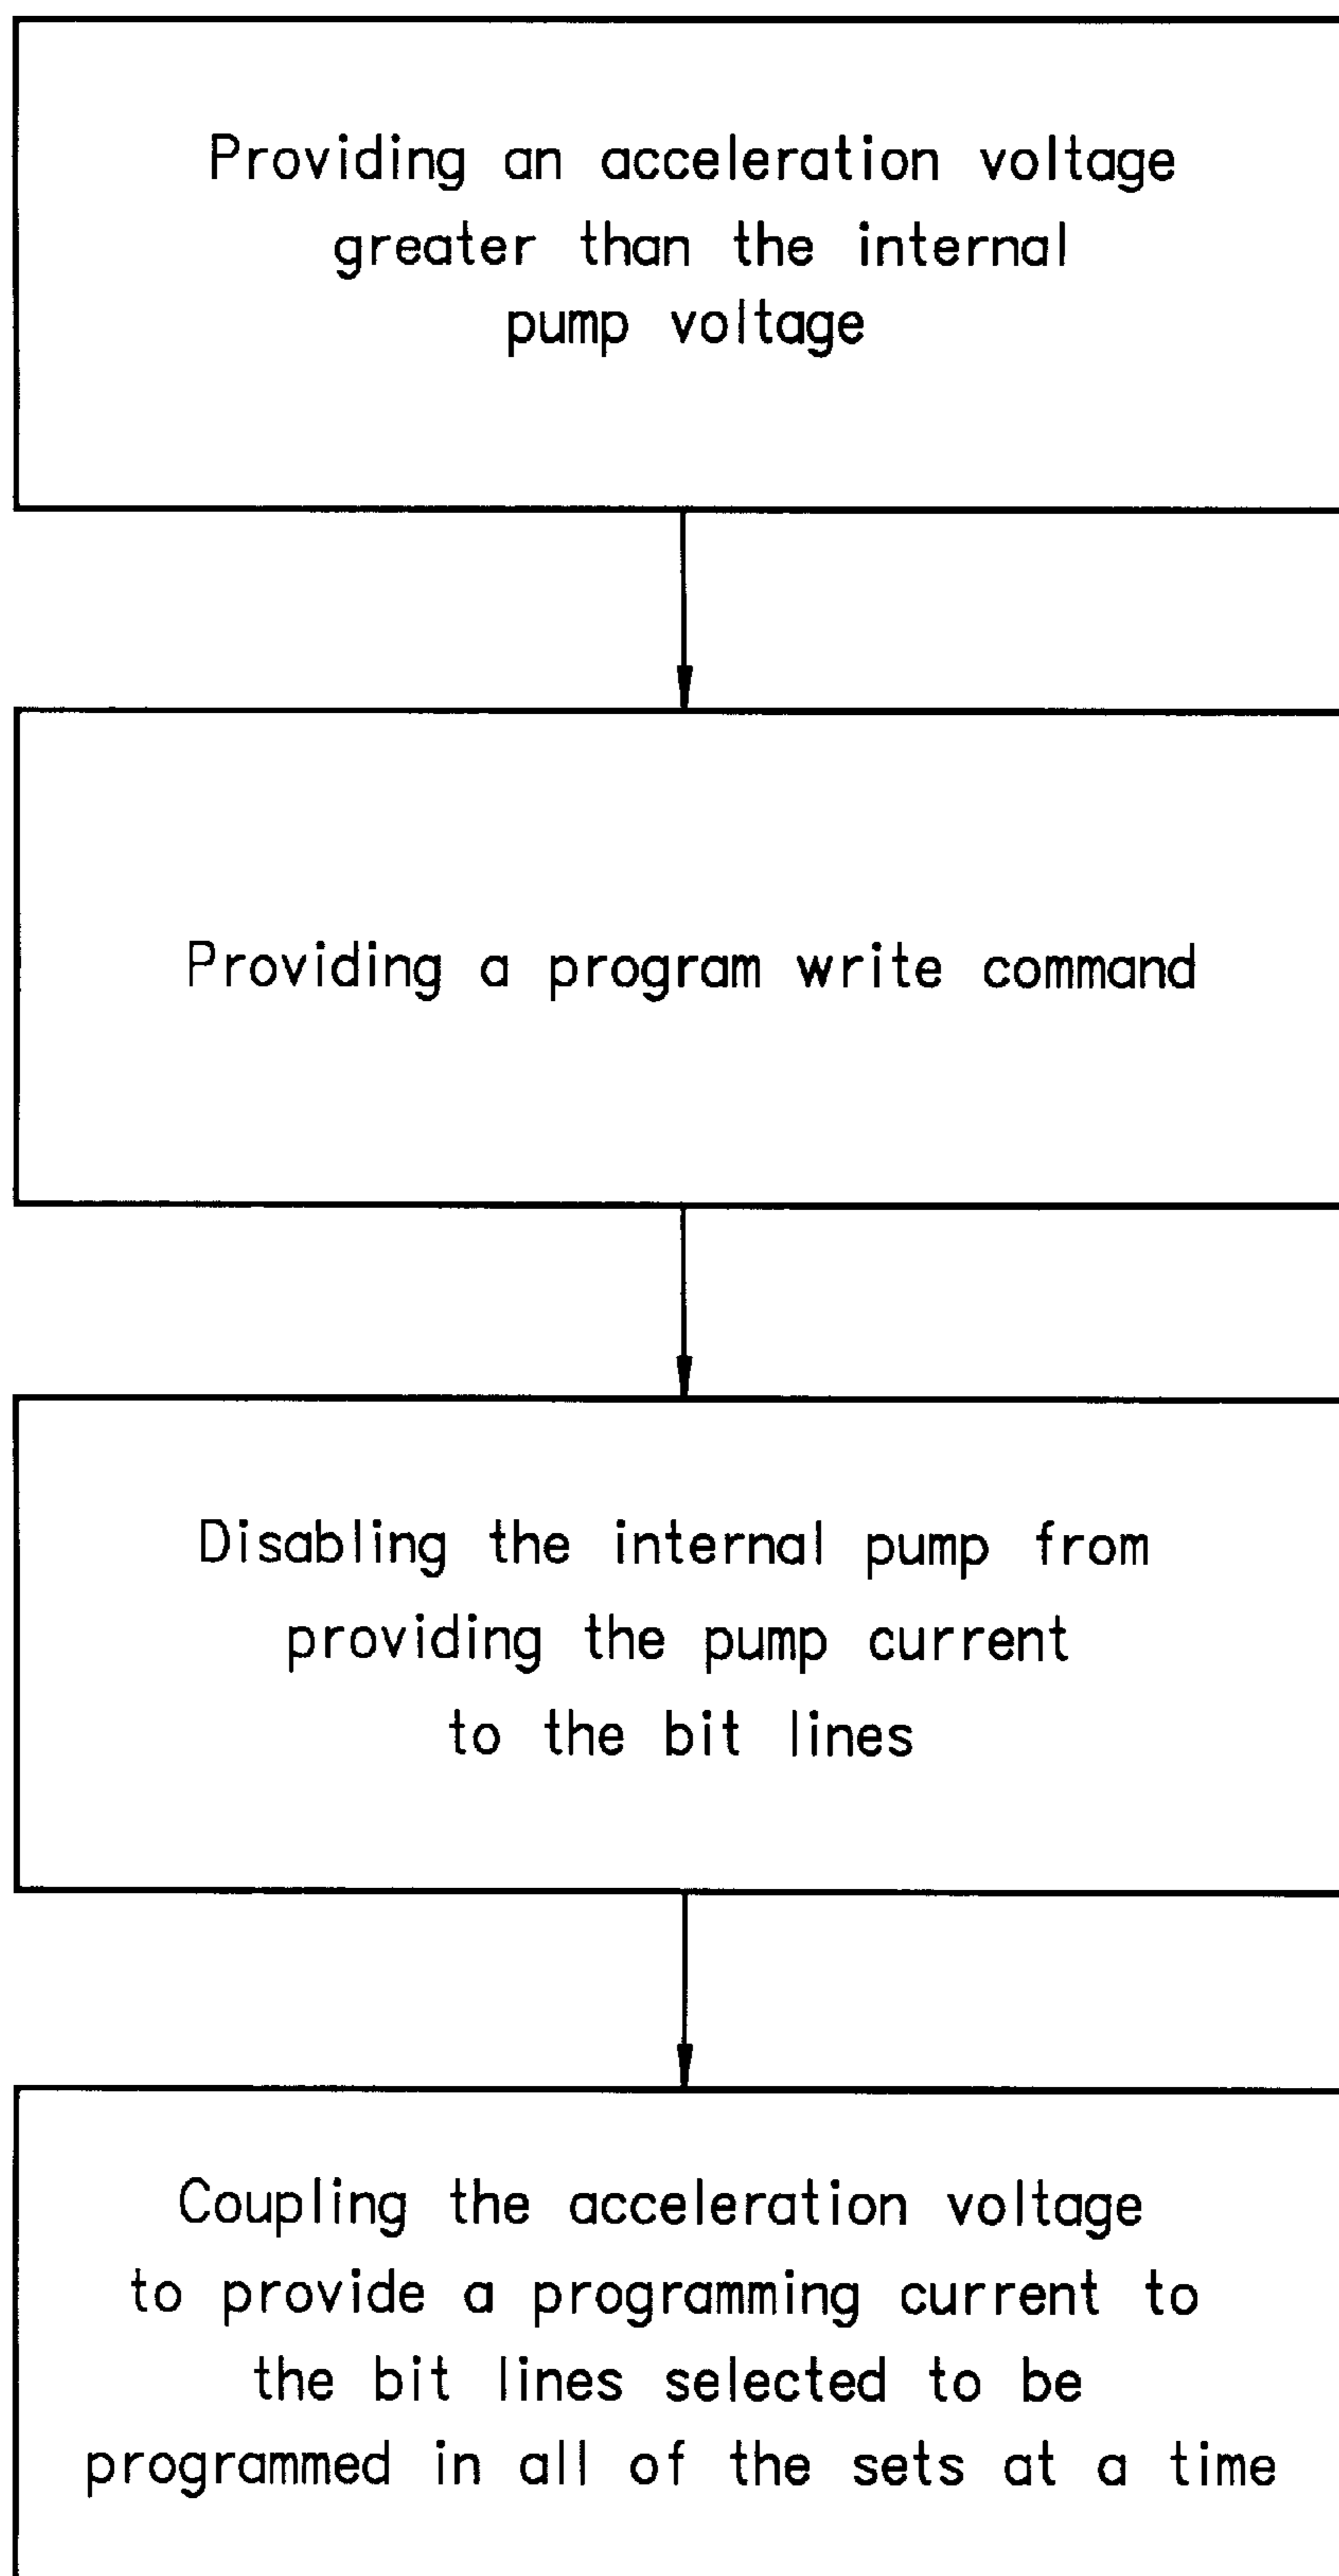 Providing an acceleration voltage
greater than the internal
pump voltage
Providing a program write command
Disabling the internal pump from
providing the pump current
to the bit lines
Coupling the acceleration voltage
to provide a programming current to
the bit lines selected to be
programmed in all of the sets at a time